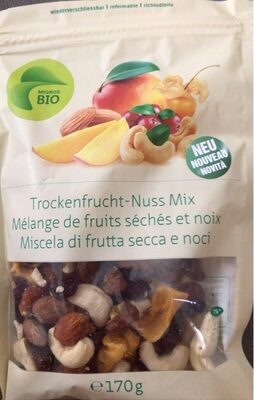 wiederverschliessbar | refermable | richiudibile
MIGROS
BIO
NEU
NOUVEAU
NOVITÀ
Trockenfrucht-Nuss Mix
Mélange de fruits séchés et noix
Miscela di frutta secca e noci
℮170g